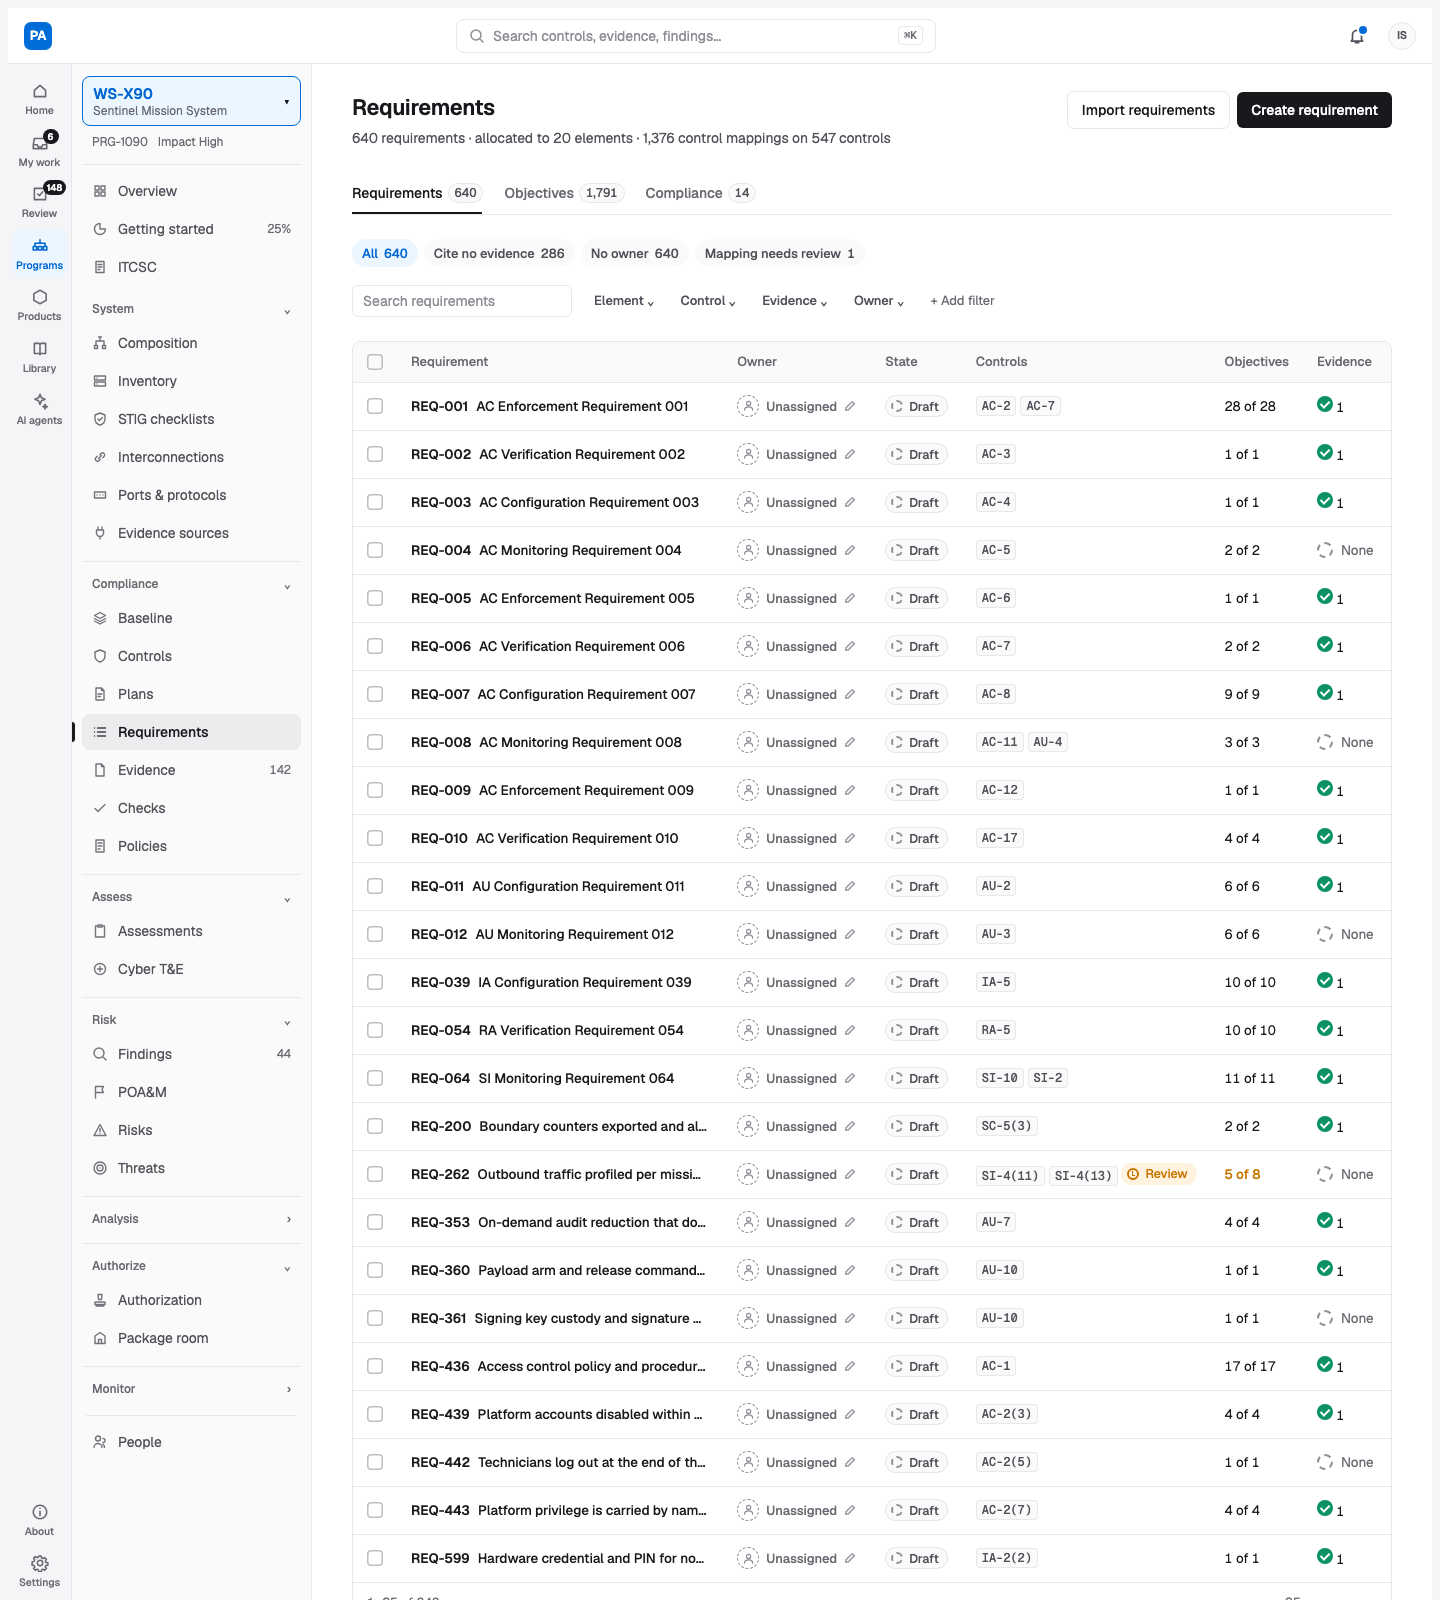 PA
Search controls, evidence, findings…
⌘K
IS
Home
6
My work
148
Review
Programs
Products
Library
AI agents
About
Settings
WS-X90
Sentinel Mission System
PRG-1090 Impact High
Overview
Getting started 25%
ITCSC
System
Composition
Inventory
STIG checklists
Interconnections
Ports & protocols
Evidence sources
Compliance
Baseline
Controls
Plans
Requirements
Evidence 142
Checks
Policies
Assess
Assessments
Cyber T&E
Risk
Findings 44
POA&M
Risks
Threats
Analysis
Authorize
Authorization
Package room
Monitor
People
Requirements
Import requirements
Create requirement
640 requirements · allocated to 20 elements · 1,376 control mappings on 547 controls
Requirements 640 Objectives 1,791 Compliance 14
All 640 Cite no evidence 286 No owner 640 Mapping needs review 1
Search requirements Element Control Evidence Owner + Add filter
Requirement Owner State Controls Objectives Evidence
REQ-001 AC Enforcement Requirement 001 Unassigned Draft AC-2 AC-7 28 of 28 1
REQ-002 AC Verification Requirement 002 Unassigned Draft AC-3 1 of 1 1
REQ-003 AC Configuration Requirement 003 Unassigned Draft AC-4 1 of 1 1
REQ-004 AC Monitoring Requirement 004 Unassigned Draft AC-5 2 of 2 None
REQ-005 AC Enforcement Requirement 005 Unassigned Draft AC-6 1 of 1 1
REQ-006 AC Verification Requirement 006 Unassigned Draft AC-7 2 of 2 1
REQ-007 AC Configuration Requirement 007 Unassigned Draft AC-8 9 of 9 1
REQ-008 AC Monitoring Requirement 008 Unassigned Draft AC-11 AU-4 3 of 3 None
REQ-009 AC Enforcement Requirement 009 Unassigned Draft AC-12 1 of 1 1
REQ-010 AC Verification Requirement 010 Unassigned Draft AC-17 4 of 4 1
REQ-011 AU Configuration Requirement 011 Unassigned Draft AU-2 6 of 6 1
REQ-012 AU Monitoring Requirement 012 Unassigned Draft AU-3 6 of 6 None
REQ-039 IA Configuration Requirement 039 Unassigned Draft IA-5 10 of 10 1
REQ-054 RA Verification Requirement 054 Unassigned Draft RA-5 10 of 10 1
REQ-064 SI Monitoring Requirement 064 Unassigned Draft SI-10 SI-2 11 of 11 1
REQ-200 Boundary counters exported and al… Unassigned Draft SC-5(3) 2 of 2 1
REQ-262 Outbound traffic profiled per missi… Unassigned Draft SI-4(11) SI-4(13) Review 5 of 8 None
REQ-353 On-demand audit reduction that do… Unassigned Draft AU-7 4 of 4 1
REQ-360 Payload arm and release command… Unassigned Draft AU-10 1 of 1 1
REQ-361 Signing key custody and signature … Unassigned Draft AU-10 1 of 1 None
REQ-436 Access control policy and procedur… Unassigned Draft AC-1 17 of 17 1
REQ-439 Platform accounts disabled within … Unassigned Draft AC-2(3) 4 of 4 1
REQ-442 Technicians log out at the end of th… Unassigned Draft AC-2(5) 1 of 1 None
REQ-443 Platform privilege is carried by nam… Unassigned Draft AC-2(7) 4 of 4 1
REQ-599 Hardware credential and PIN for no… Unassigned Draft IA-2(2) 1 of 1 1